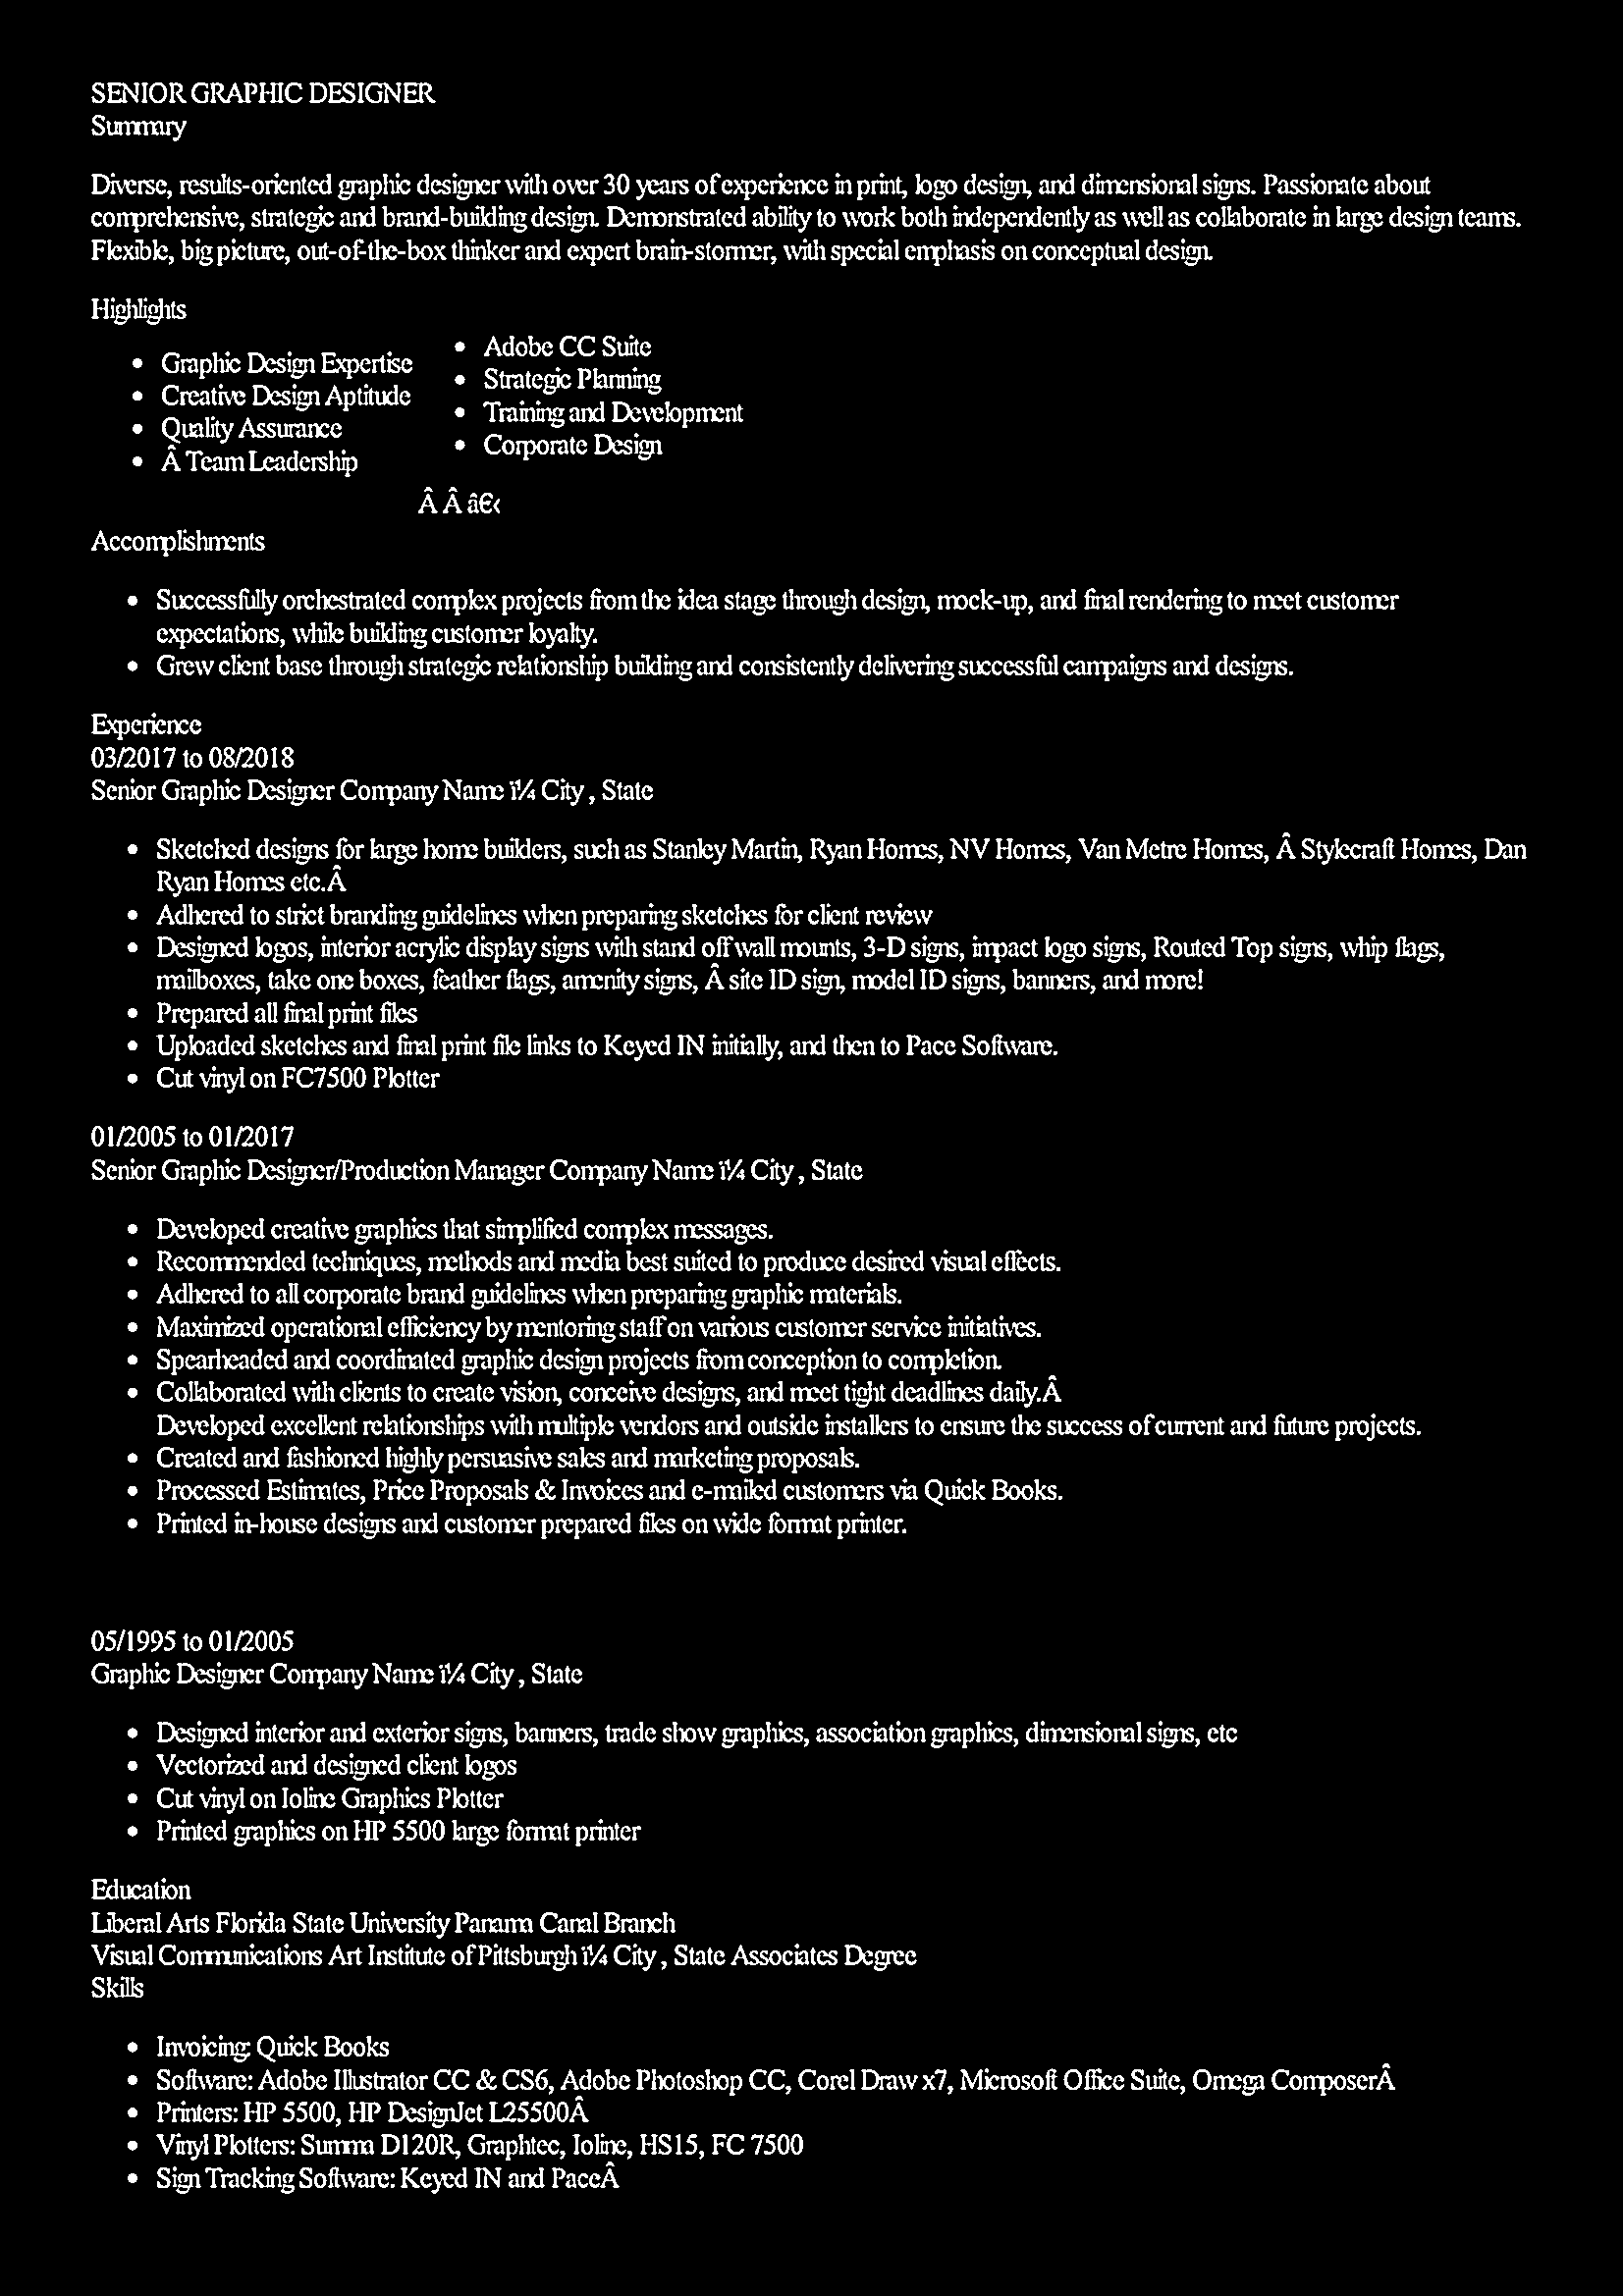 SENIOR GRAPHIC DESIGNER
Summary
Diverse, results-oriented graphic designer with over 30 years of experience in print, logo design, and dimensional signs. Passionate about
comprehensive, strategic and brand-building design. Demonstrated ability to work both independently as well as collaborate in large design teams.
Flexible, big picture, out-of-the-box thinker and expert brain-stormer, with special emphasis on conceptual design.
Highlights
• Graphic Design Expertise
• Creative Design Aptitude
• Quality Assurance
• Â Team Leadership
• Adobe CC Suite
• Strategic Planning
• Training and Development
• Corporate Design
Â Â â€‹
Accomplishments
• Successfully orchestrated complex projects from the idea stage through design, mock-up, and final rendering to meet customer
expectations, while building customer loyalty.
• Grew client base through strategic relationship building and consistently delivering successful campaigns and designs.
Experience
03/2017 to 08/2018
Senior Graphic Designer Company Name ï¼ City , State
• Sketched designs for large home builders, such as Stanley Martin, Ryan Homes, NV Homes, Van Metre Homes, Â Stylecraft Homes, Dan
Ryan Homes etc.Â
• Adhered to strict branding guidelines when preparing sketches for client review
• Designed logos, interior acrylic display signs with stand off wall mounts, 3-D signs, impact logo signs, Routed Top signs, whip flags,
mailboxes, take one boxes, feather flags, amenity signs, Â site ID sign, model ID signs, banners, and more!
• Prepared all final print files
• Uploaded sketches and final print file links to Keyed IN initially, and then to Pace Software.
• Cut vinyl on FC7500 Plotter
01/2005 to 01/2017
Senior Graphic Designer/Production Manager Company Name ï¼ City , State
• Developed creative graphics that simplified complex messages.
• Recommended techniques, methods and media best suited to produce desired visual effects.
• Adhered to all corporate brand guidelines when preparing graphic materials.
• Maximized operational efficiency by mentoring staff on various customer service initiatives.
• Spearheaded and coordinated graphic design projects from conception to completion.
• Collaborated with clients to create vision, conceive designs, and meet tight deadlines daily.Â
Developed excellent relationships with multiple vendors and outside installers to ensure the success of current and future projects.
• Created and fashioned highly persuasive sales and marketing proposals.
• Processed Estimates, Price Proposals & Invoices and e-mailed customers via Quick Books.
• Printed in-house designs and customer prepared files on wide format printer.
05/1995 to 01/2005
Graphic Designer Company Name ï¼ City , State
• Designed interior and exterior signs, banners, trade show graphics, association graphics, dimensional signs, etc
• Vectorized and designed client logos
• Cut vinyl on Ioline Graphics Plotter
• Printed graphics on HP 5500 large format printer
Education
Liberal Arts Florida State University Panama Canal Branch
Visual Communications Art Institute of Pittsburgh ï¼ City , State Associates Degree
Skills
• Invoicing: Quick Books
• Software: Adobe Illustrator CC & CS6, Adobe Photoshop CC, Corel Draw x7, Microsoft Office Suite, Omega ComposerÂ
• Printers: HP 5500, HP DesignJet L25500Â
• Vinyl Plotters: Summa D120R, Graphtec, Ioline, HS15, FC 7500
• Sign Tracking Software: Keyed IN and PaceÂ